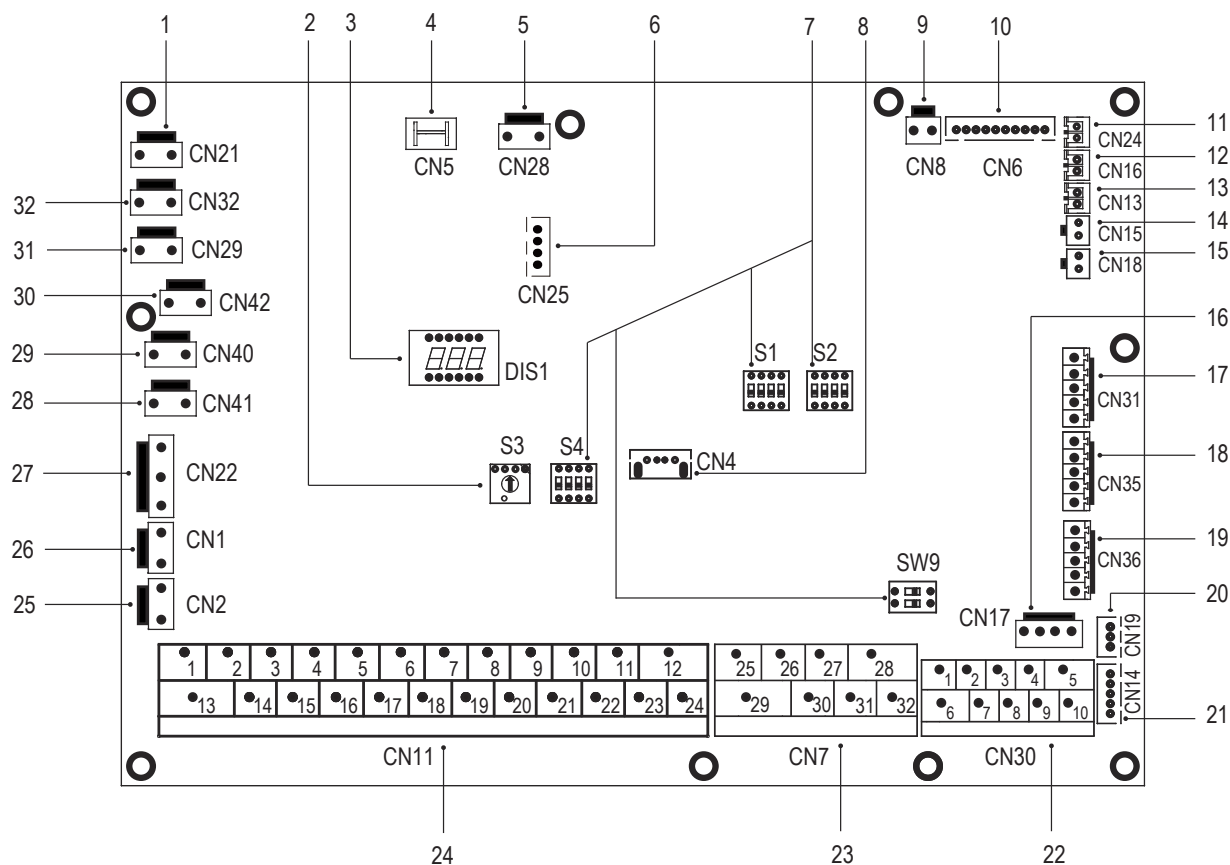 1 2 3 4 5 6 7 8 9 10
CN21 CN5 CN28 CN8 CN6 CN24 11
CN16 12
32 CN32 CN13 13
31 CN29 CN15 14
CN25 CN18 15
30 CN42
16
29 CN40 DIS1 S1 S2 17
28 CN41 CN31
27 CN22 S3 S4 CN4 18
CN35
26 CN1 19
SW9 CN36
25 CN2 20
CN17 CN19
1 2 3 4 5 6 7 8 9 10 11 12 25 26 27 28 1 2 3 4 5 CN14
13 14 15 16 17 18 19 20 21 22 23 24 29 30 31 32 6 7 8 9 10 21
CN11 CN7 CN30
24 23 22